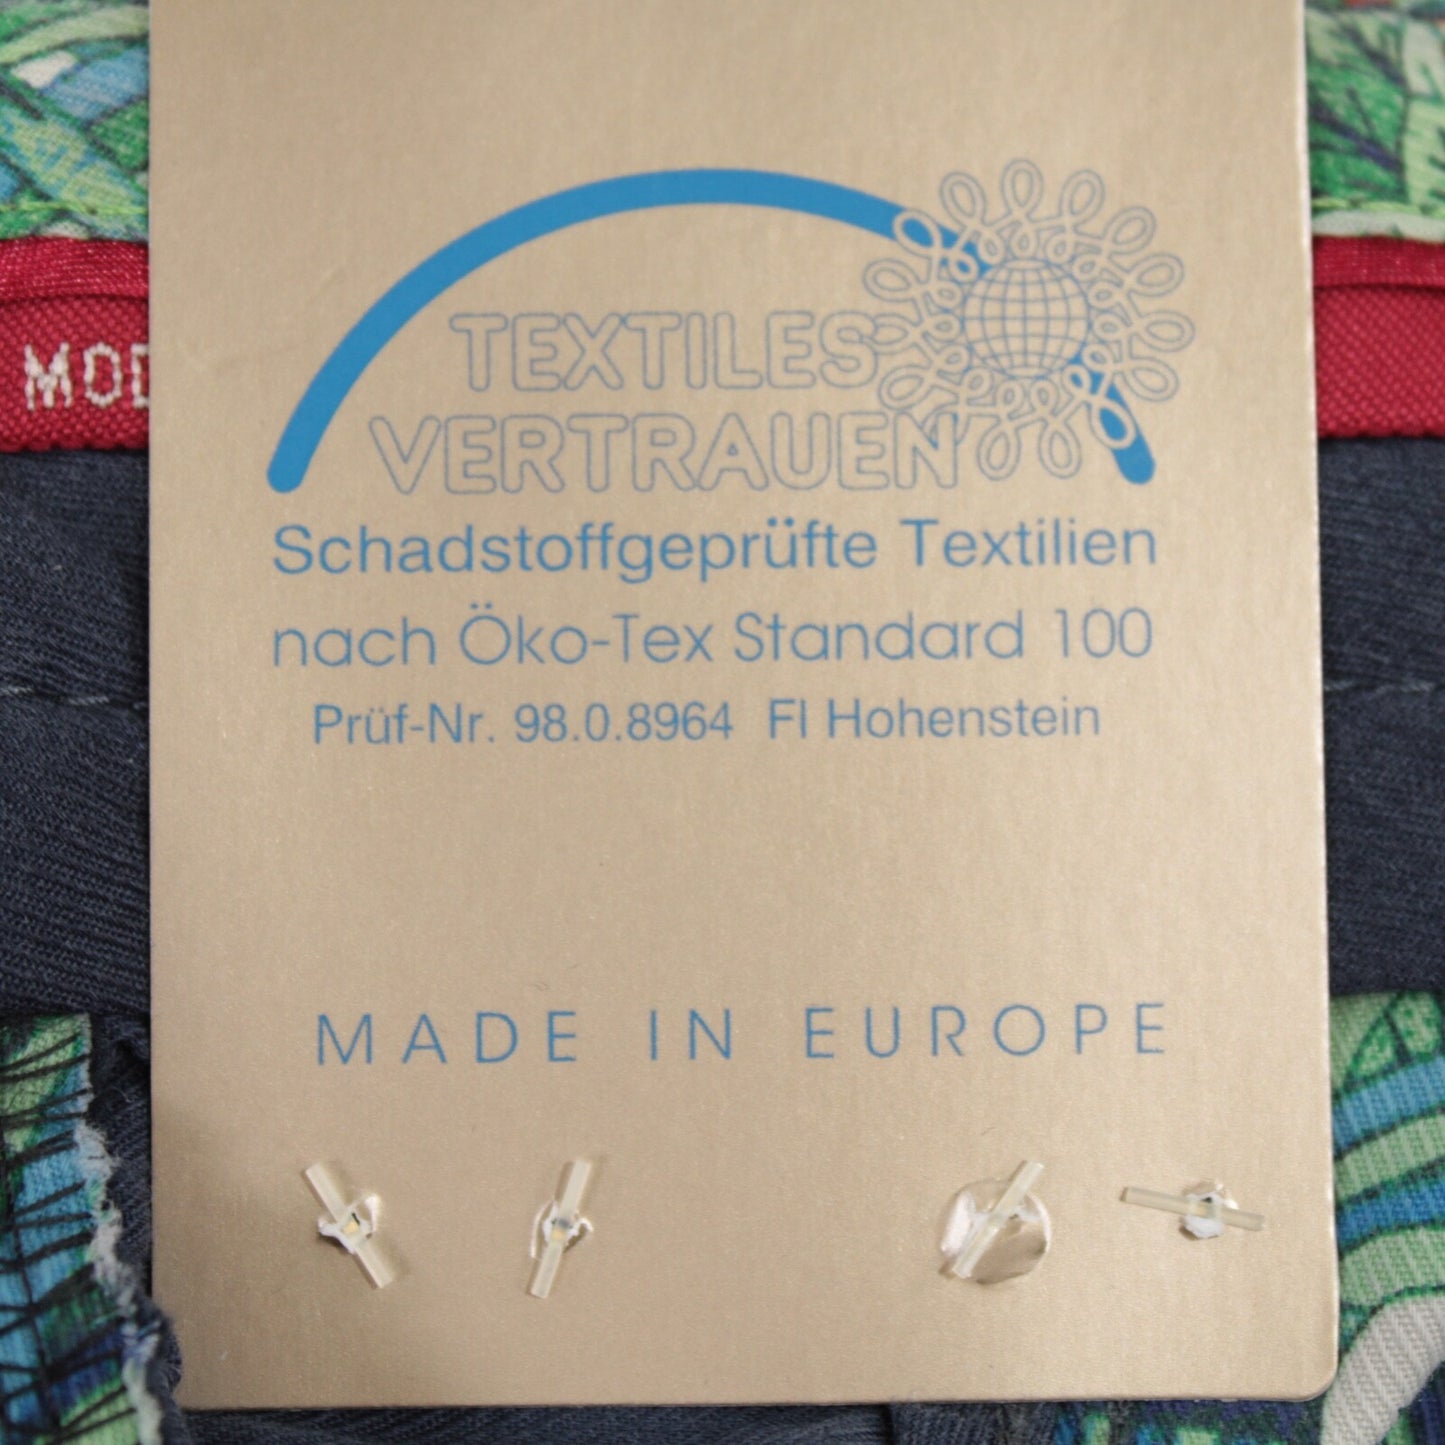 TEXTILES
VERTRAUEN
MOD
Schadstoffgeprüfte Textilien
nach Öko-Tex Standard 100
Prüf-Nr. 98.0.8964 FI Hohenstein
MADE IN EUROPE